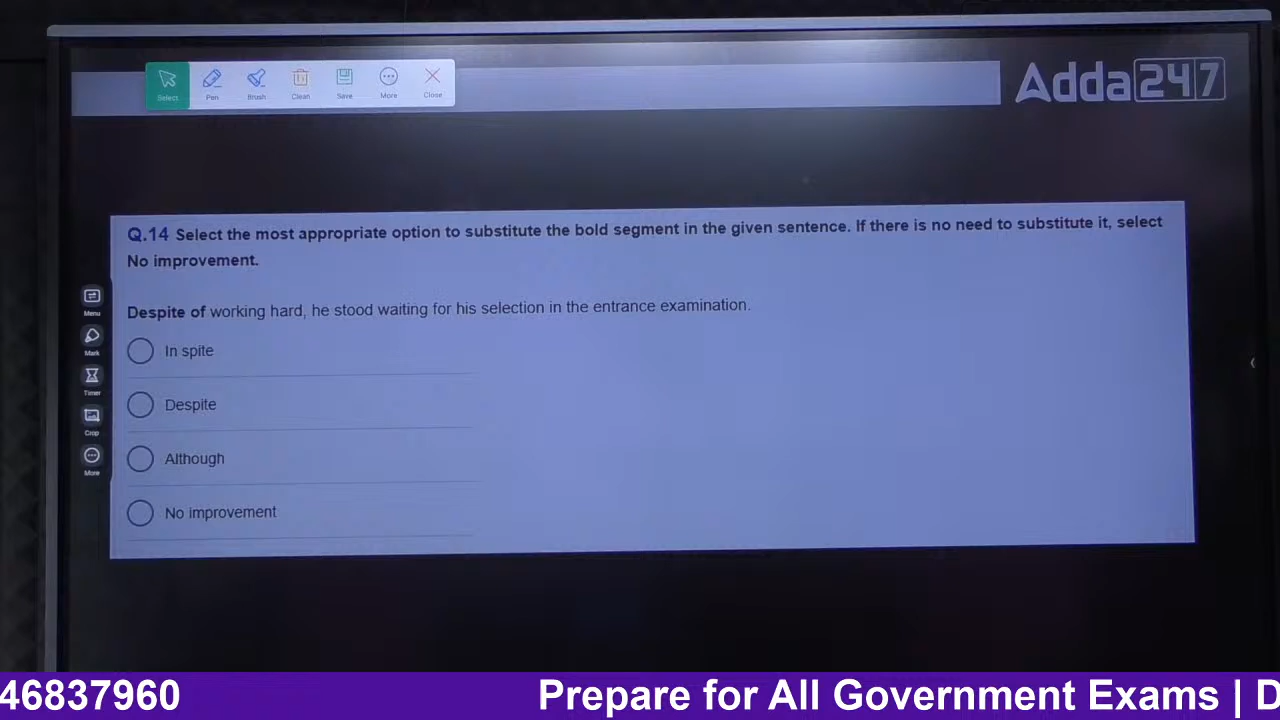 Select
Pen
Brush
Clean
Save
More
Close
Adda247
Q.14 Select the most appropriate option to substitute the bold segment in the given sentence. If there is no need to substitute it, select
No improvement.
Despite of working hard, he stood waiting for his selection in the entrance examination.
In spite
Despite
Although
No improvement
Menu
Mark
Timer
Crop
More
46837960
Prepare for All Government Exams | D